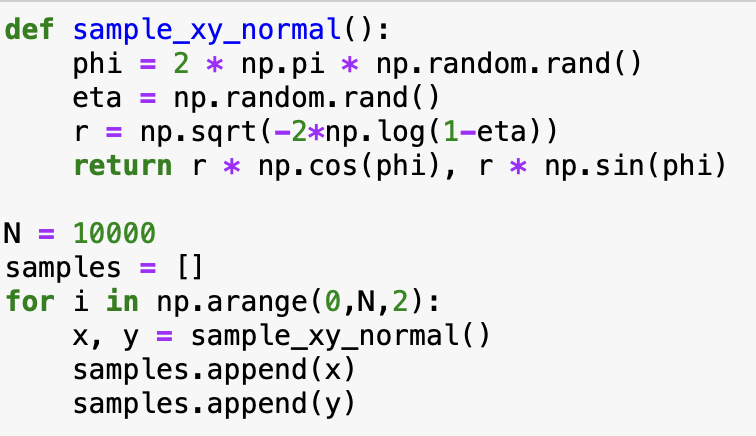 def sample_xy_normal():
    phi = 2 * np.pi * np.random.rand()
    eta = np.random.rand()
    r = np.sqrt(-2*np.log(1-eta))
    return r * np.cos(phi), r * np.sin(phi)

N = 10000
samples = []
for i in np.arange(0,N,2):
    x, y = sample_xy_normal()
    samples.append(x)
    samples.append(y)